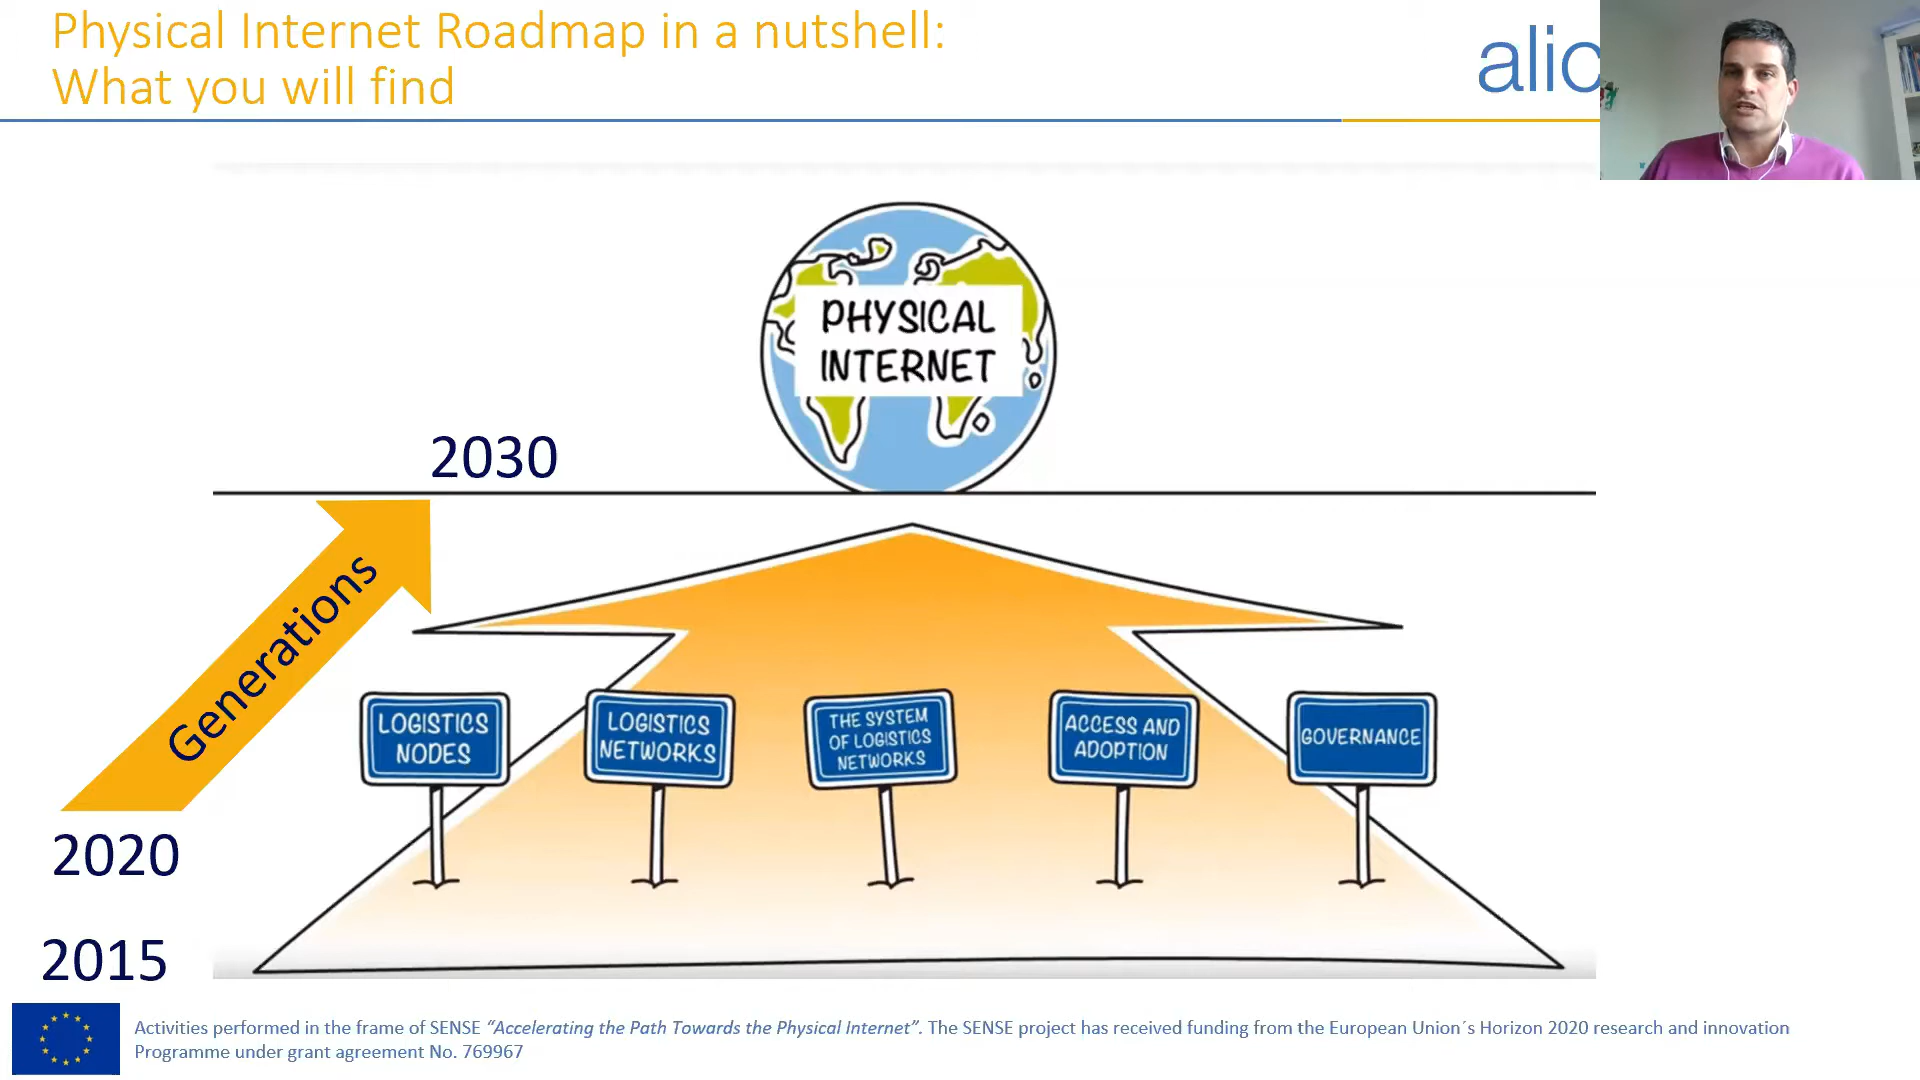 Physical Internet Roadmap in a nutshell:
What you will find
alic
PHYSICAL
INTERNET
2030
Generations
LOGISTICS
NODES
LOGISTICS
NETWORKS
THE SYSTEM
OF LOGISTICS
NETWORKS
ACCESS AND
ADOPTION
GOVERNANCE
2020
2015
Activities performed in the frame of SENSE “Accelerating the Path Towards the Physical Internet”. The SENSE project has received funding from the European Union´s Horizon 2020 research and innovation
Programme under grant agreement No. 769967